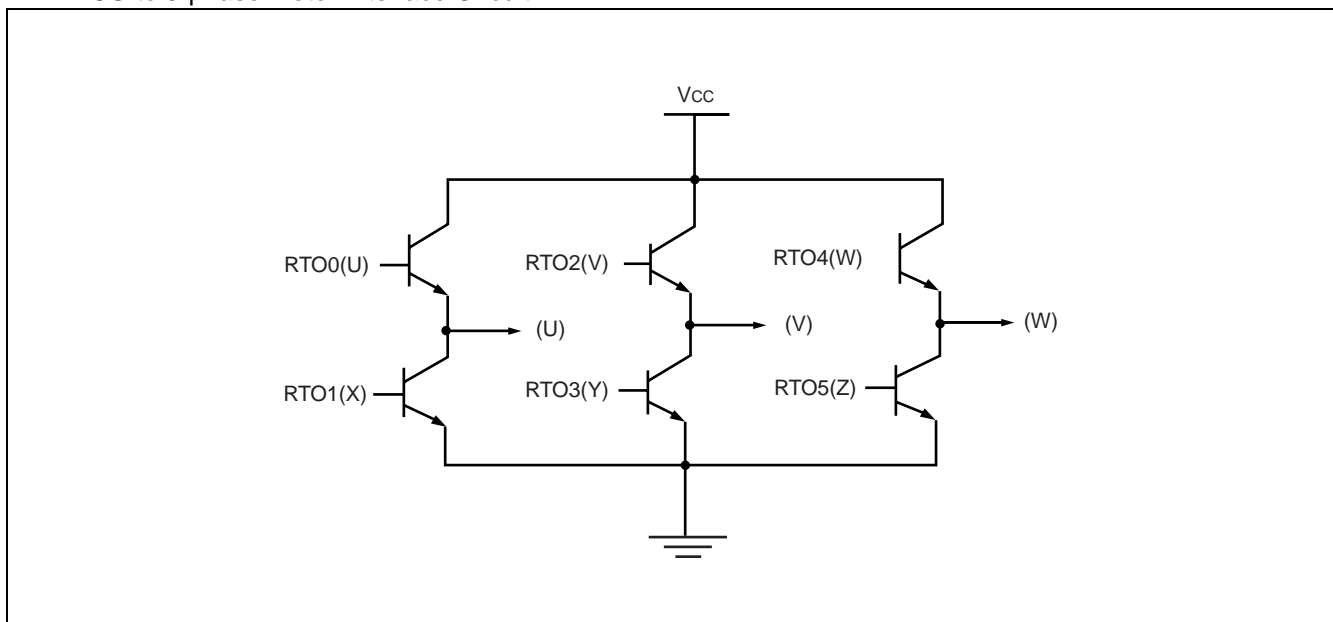 Vcc
RTO0(U)
RTO2(V)
RTO4(W)
(U)
(V)
(W)
RTO1(X)
RTO3(Y)
RTO5(Z)